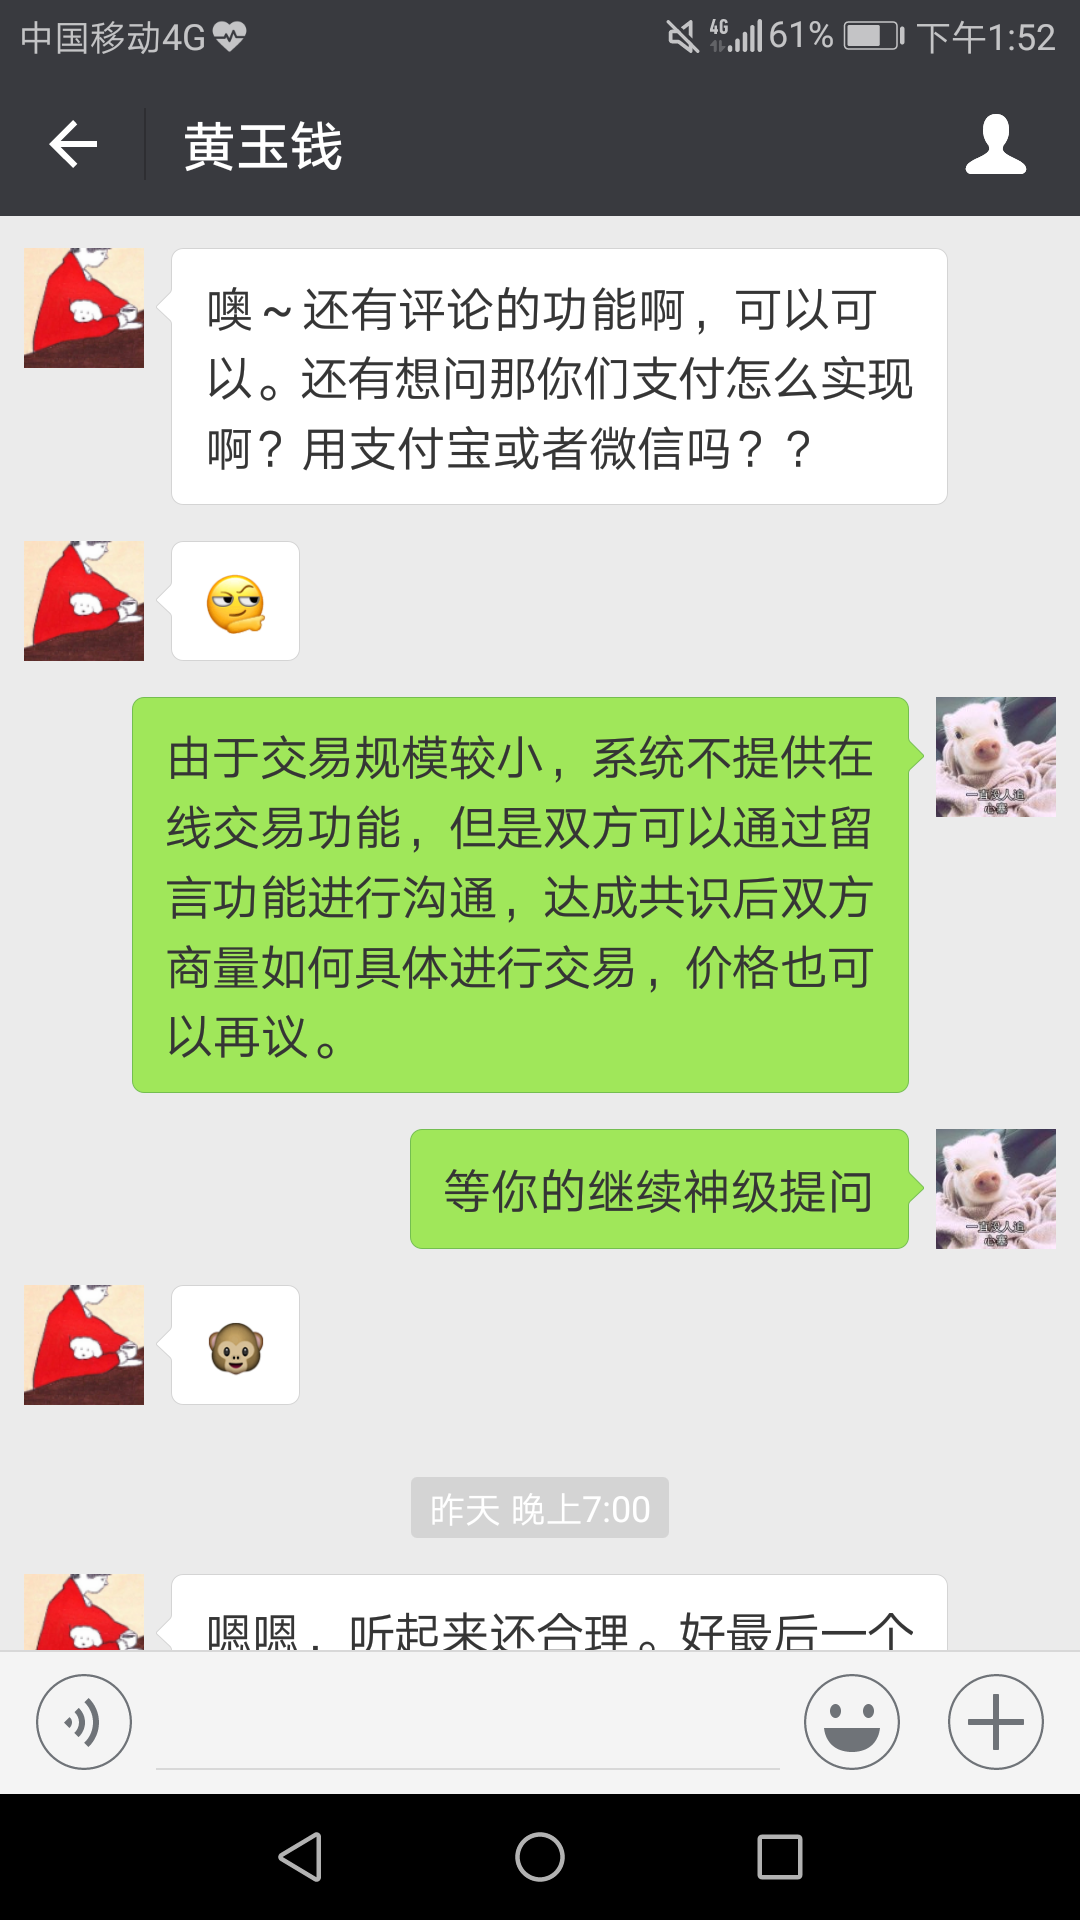 中国移动4G 4G 61% 下午1:52
黄玉钱
噢～还有评论的功能啊，可以可
以。还有想问那你们支付怎么实现
啊？用支付宝或者微信吗？？
由于交易规模较小，系统不提供在
线交易功能，但是双方可以通过留
言功能进行沟通，达成共识后双方
商量如何具体进行交易，价格也可
以再议。
一直没人追
心塞
等你的继续神级提问
一直没人追
心塞
昨天 晚上7:00
嗯嗯，听起来还合理。好最后一个